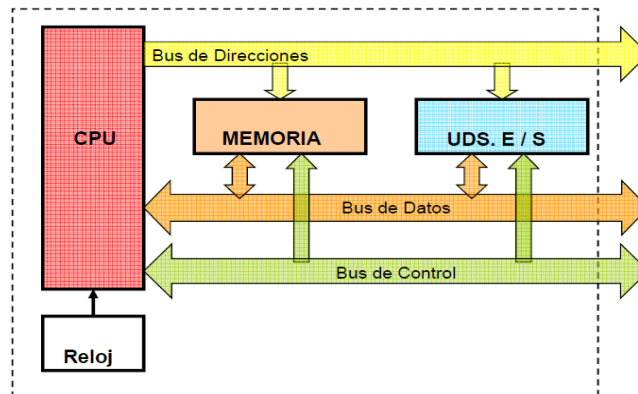 Bus de Direcciones
CPU
MEMORIA
UDS. E / S
Bus de Datos
Bus de Control
Reloj